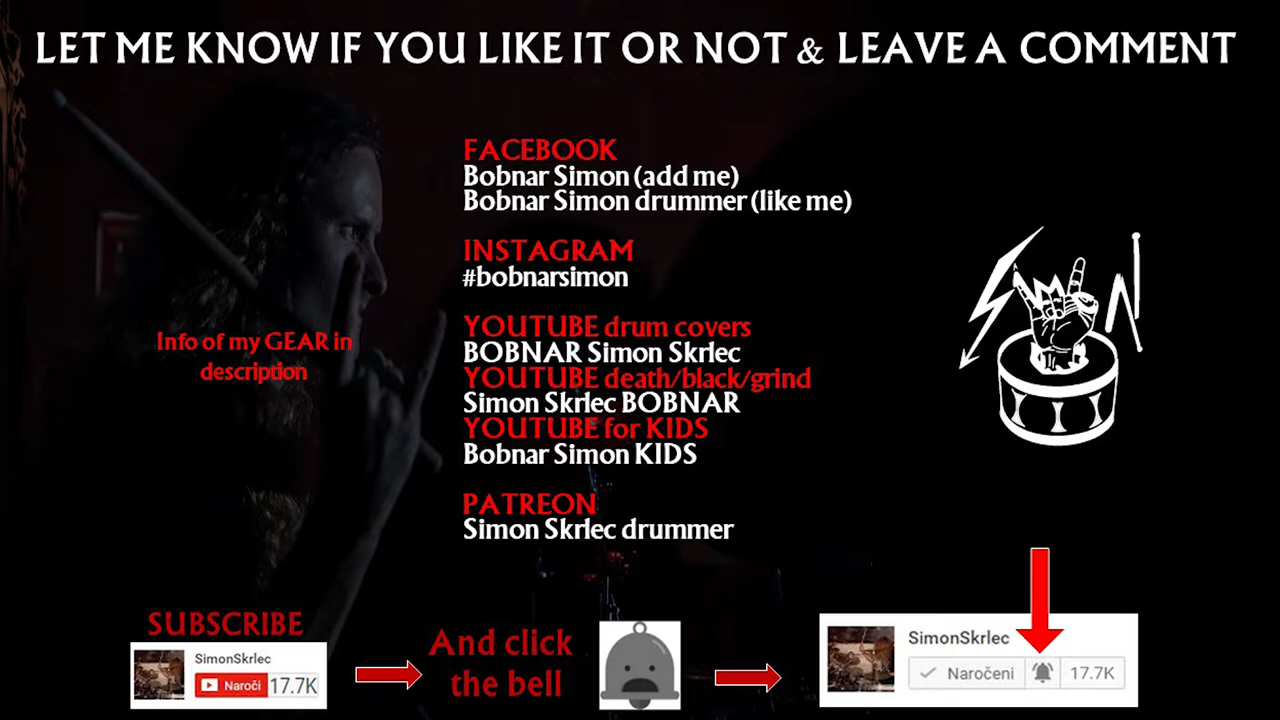 LET ME KNOW IF YOU LIKE IT OR NOT & LEAVE A COMMENT
FACEBOOK
Bobnar Simon (add me)
Bobnar Simon drummer (like me)
INSTAGRAM
#bobnarsimon
YOUTUBE drum covers
BOBNAR Simon Skrlec
YOUTUBE death/black/grind
Simon Skrlec BOBNAR
YOUTUBE for KIDS
Bobnar Simon KIDS
PATREON
Simon Skrlec drummer
Info of my GEAR in
description
SIMON
SUBSCRIBE
SimonSkrlec
Naroči 17.7K
And click
the bell
SimonSkrlec
Naročeni 17.7K